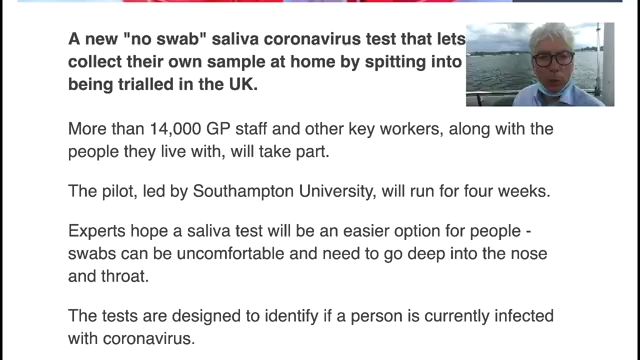 A new "no swab" saliva coronavirus test that lets
collect their own sample at home by spitting into
being trialled in the UK.
More than 14,000 GP staff and other key workers, along with the
people they live with, will take part.
The pilot, led by Southampton University, will run for four weeks.
Experts hope a saliva test will be an easier option for people -
swabs can be uncomfortable and need to go deep into the nose
and throat.
The tests are designed to identify if a person is currently infected
with coronavirus.